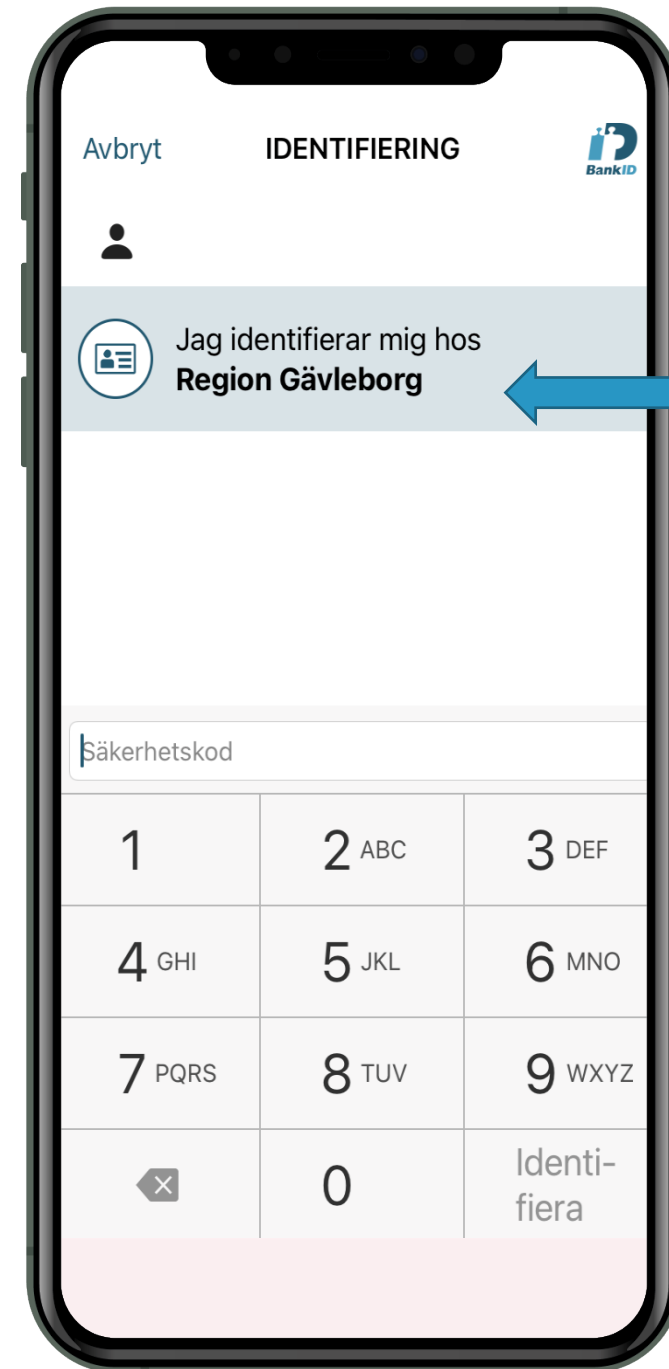 Avbryt IDENTIFIERING
BankID
Jag identifierar mig hos
Region Gävleborg
Säkerhetskod
1 2 ABC 3 DEF
4 GHI 5 JKL 6 MNO
7 PQRS 8 TUV 9 WXYZ
0 Identi-
fiera